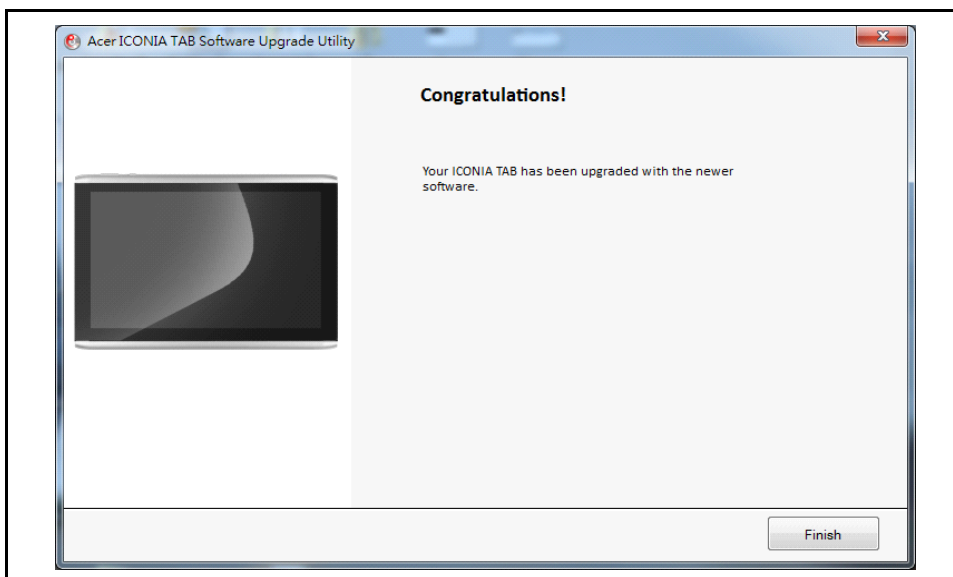 Acer ICONIA TAB Software Upgrade Utility
Congratulations!
Your ICONIA TAB has been upgraded with the newer
software.
Finish